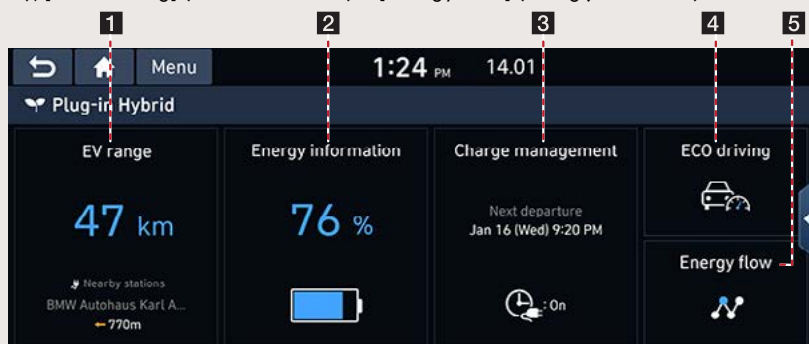 1 2 3 4 5
Menu 1:24 PM 14.01
Plug-in Hybrid
EV range
47 km
Nearby stations
BMW Autohaus Karl A...
770m
Energy information
76 %
Charge management
Next departure
Jan 16 (Wed) 9:20 PM
: On
ECO driving
Energy flow